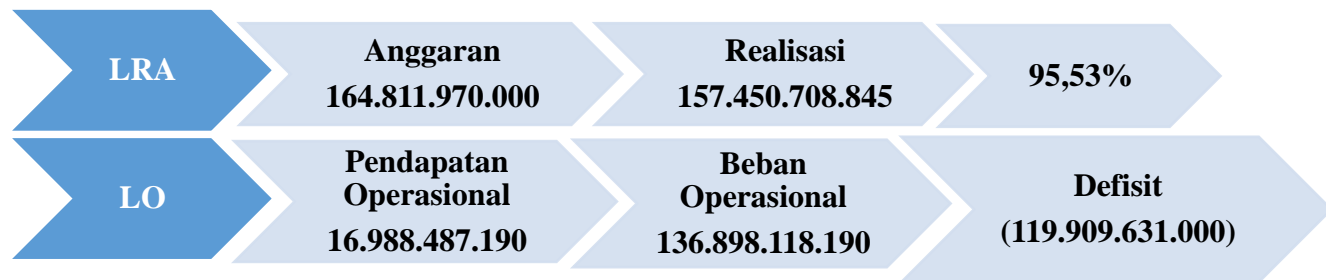 LRA
Anggaran
164.811.970.000
Realisasi
157.450.708.845
95,53%
LO
Pendapatan
Operasional
16.988.487.190
Beban
Operasional
136.898.118.190
Defisit
(119.909.631.000)